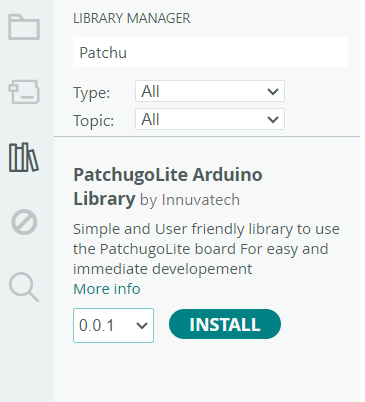 LIBRARY MANAGER
Patchu
Type: All
Topic: All
PatchugoLite Arduino
Library by Innuvatech
Simple and User friendly library to use
the PatchugoLite board For easy and
immediate developement
More info
0.0.1 INSTALL